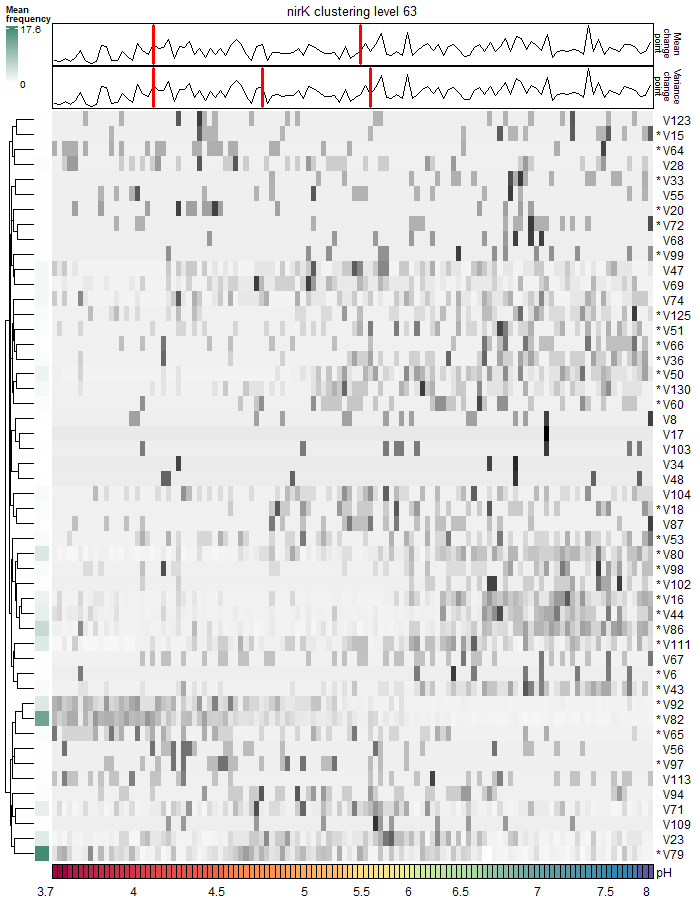 Mean
frequency
17.6
0
nirK clustering level 63
Mean
change
point
Variance
change
point
V123
* V15
* V64
V28
* V33
V55
* V20
* V72
V68
* V99
V47
V69
V74
* V125
* V51
* V66
* V36
* V50
* V130
* V60
V8
V17
V103
V34
V48
V104
* V18
V87
* V53
* V80
* V98
* V102
* V16
* V44
* V86
* V111
V67
* V6
* V43
* V92
* V82
* V65
V56
* V97
V113
V94
V71
V109
V23
* V79
pH
3.7 4 4.5 5 5.5 6 6.5 7 7.5 8